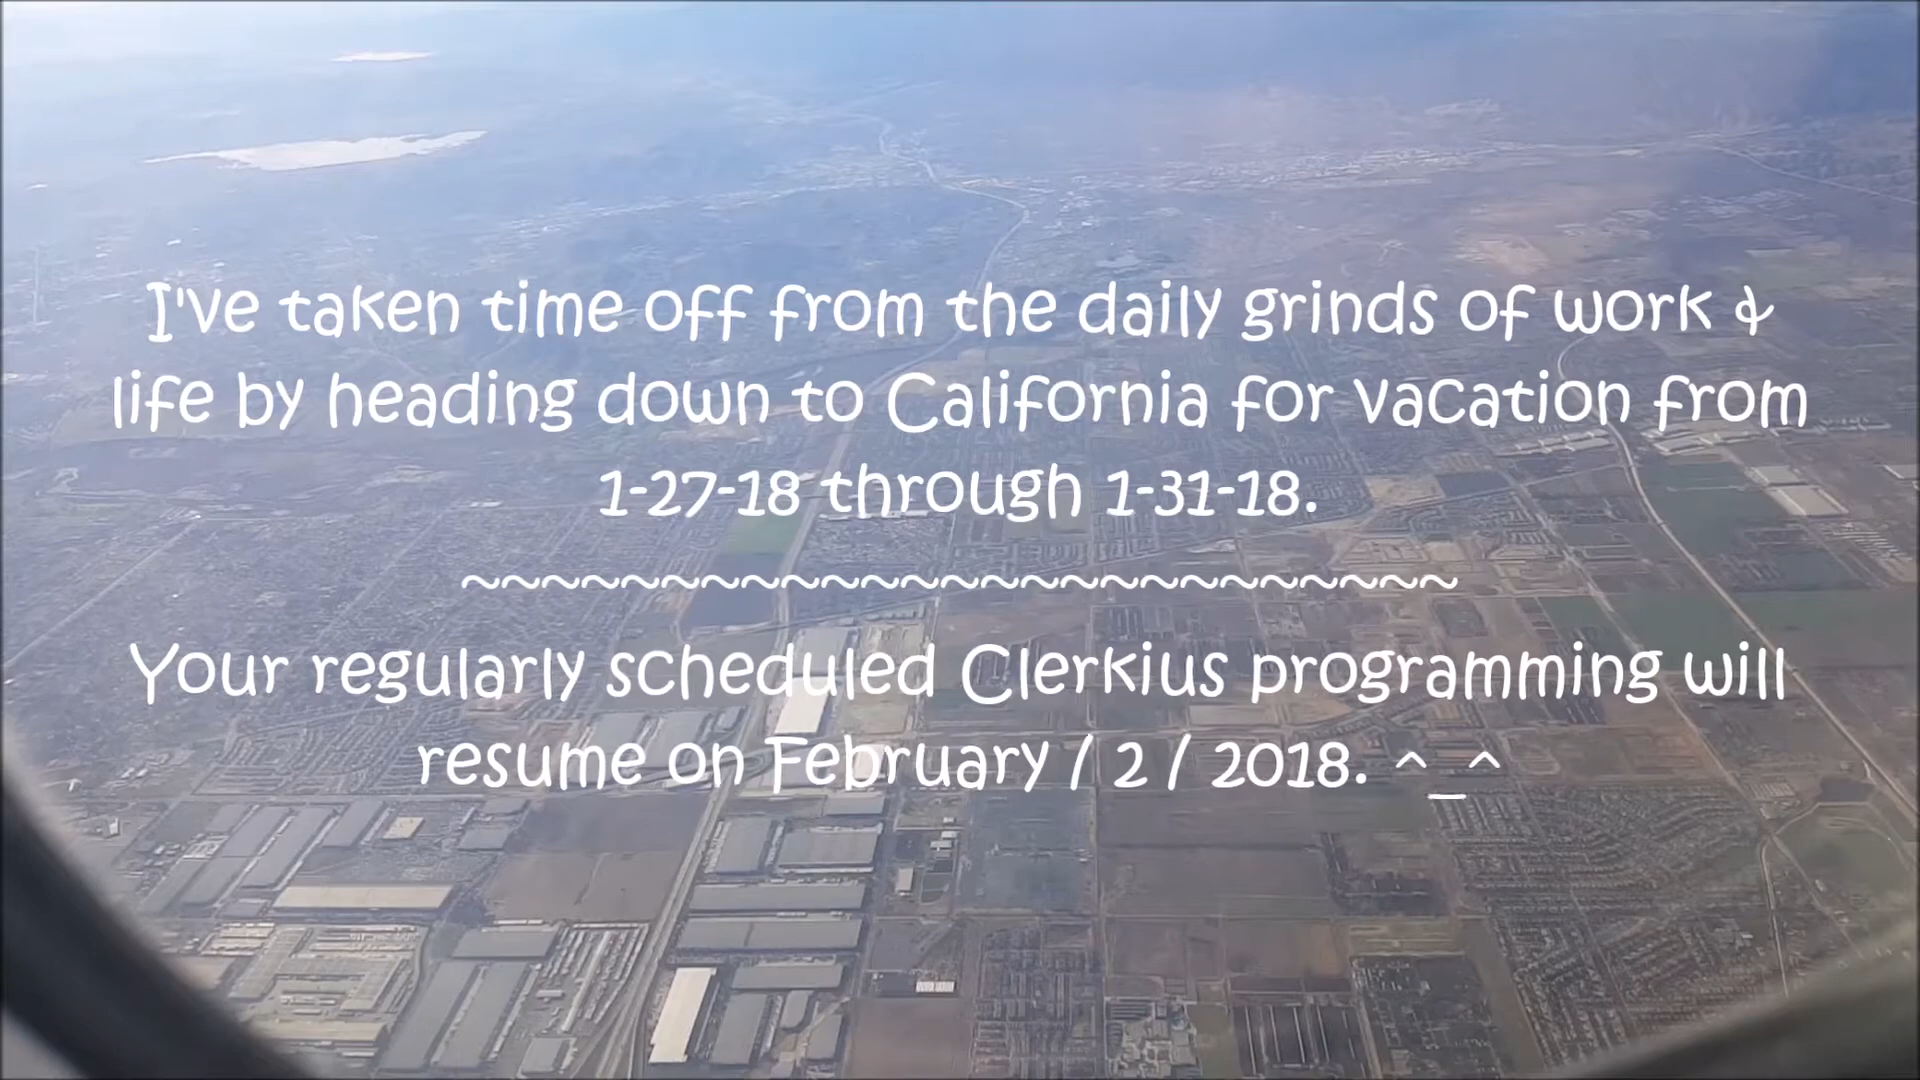 I've taken time off from the daily grinds of work &
life by heading down to California for vacation from
1-27-18 through 1-31-18.
~~~~~~~~~~~~~~~~~~~~~~~~~
Your regularly scheduled Clerkius programming will
resume on February / 2 / 2018. ^_^